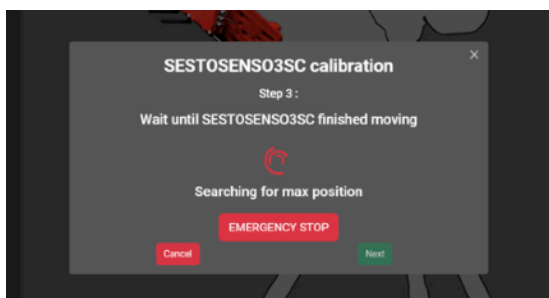 SESTOSENSO3SC calibration
Step 3 :
Wait until SESTOSENSO3SC finished moving
Searching for max position
EMERGENCY STOP
Cancel Next